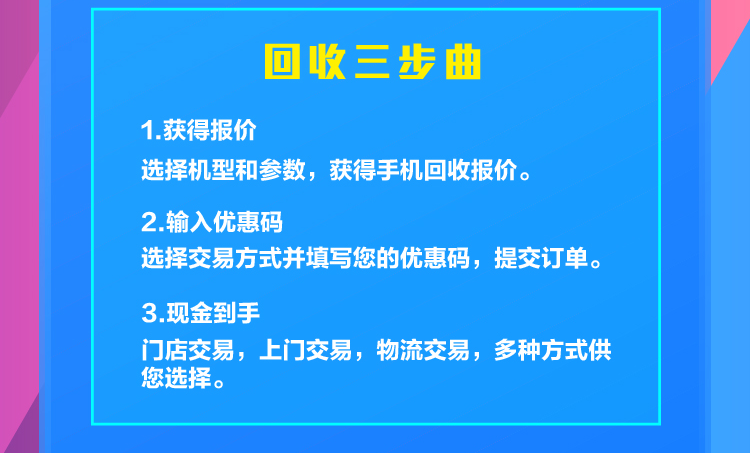 回收三步曲
1.获得报价
选择机型和参数，获得手机回收报价。
2.输入优惠码
选择交易方式并填写您的优惠码，提交订单。
3.现金到手
门店交易，上门交易，物流交易，多种方式供
您选择。